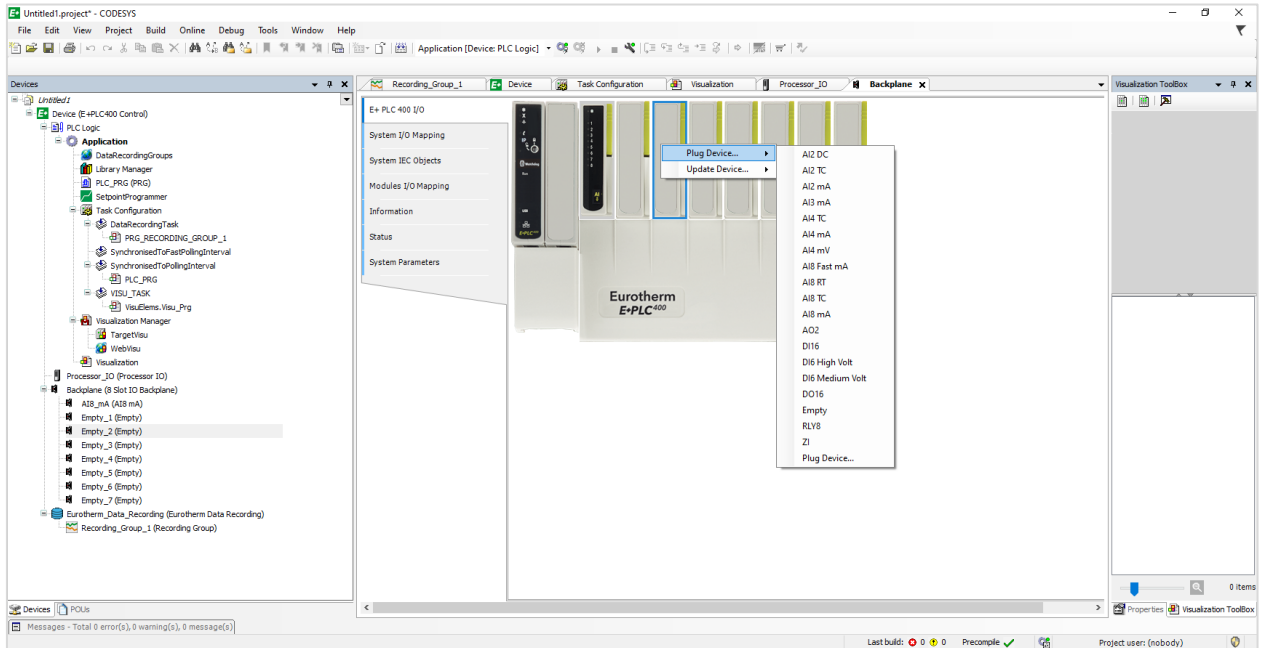 Untitled1.project* - CODESYS
File Edit View Project Build Online Debug Tools Window Help
Application [Device: PLC Logic]
Devices
Untitled1
Device (E+PLC400 Control)
PLC Logic
Application
DataRecordingGroups
Library Manager
PLC_PRG (PRG)
SetpointProgrammer
Task Configuration
DataRecordingTask
PRG_RECORDING_GROUP_1
SynchronisedToFastPollingInterval
SynchronisedToPollingInterval
PLC_PRG
VISU_TASK
VisuElems.Visu_Prg
Visualization Manager
TargetVisu
WebVisu
Visualization
Processor_IO (Processor IO)
Backplane (8 Slot IO Backplane)
AI8_mA (AI8 mA)
Empty_1 (Empty)
Empty_2 (Empty)
Empty_3 (Empty)
Empty_4 (Empty)
Empty_5 (Empty)
Empty_6 (Empty)
Empty_7 (Empty)
Eurotherm_Data_Recording (Eurotherm Data Recording)
Recording_Group_1 (Recording Group)
Devices POUs
Recording_Group_1 Device Task Configuration Visualization Processor_IO Backplane
E+ PLC 400 I/O
System I/O Mapping
System IEC Objects
Modules I/O Mapping
Information
Status
System Parameters
Eurotherm
E+PLC400
Plug Device...
Update Device...
AI2 DC
AI2 TC
AI2 mA
AI3 mA
AI4 TC
AI4 mA
AI4 mV
AI8 Fast mA
AI8 RT
AI8 TC
AI8 mA
AO2
DI16
DI6 High Volt
DI6 Medium Volt
DO16
Empty
RLY8
ZI
Plug Device...
Visualization ToolBox
0 items
Properties Visualization ToolBox
Messages - Total 0 error(s), 0 warning(s), 0 message(s)
Last build: 0 0 Precompile Project user: (nobody)